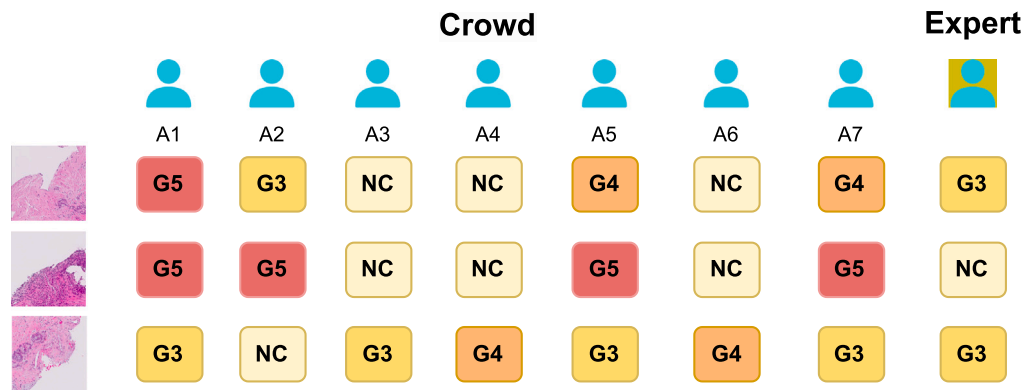 Crowd Expert
A1 A2 A3 A4 A5 A6 A7
G5 G3 NC NC G4 NC G4 G3
G5 G5 NC NC G5 NC G5 NC
G3 NC G3 G4 G3 G4 G3 G3